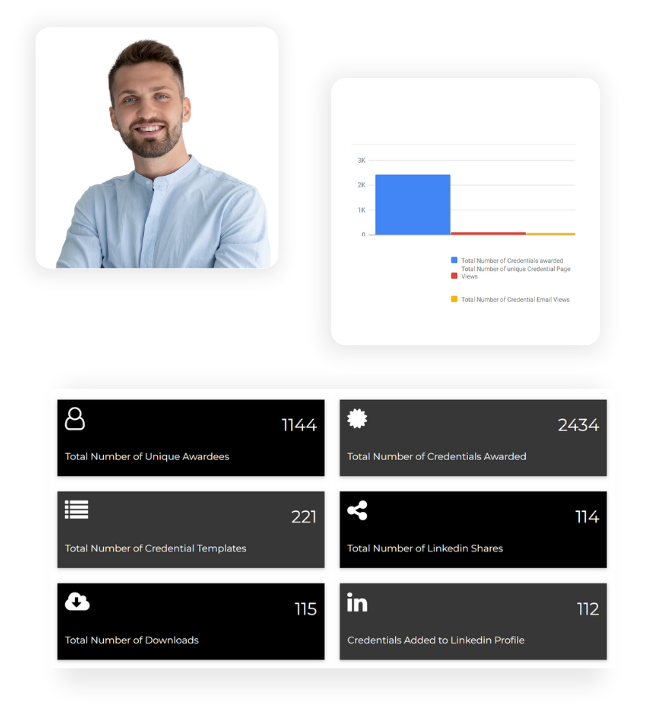 3K
2K
1K
0
Total Number of Credentials awarded
Total Number of unique Credential Page
Views
Total Number of Credential Email Views
1144
Total Number of Unique Awardees
2434
Total Number of Credentials Awarded
221
Total Number of Credential Templates
114
Total Number of Linkedin Shares
115
Total Number of Downloads
in
112
Credentials Added to Linkedin Profile